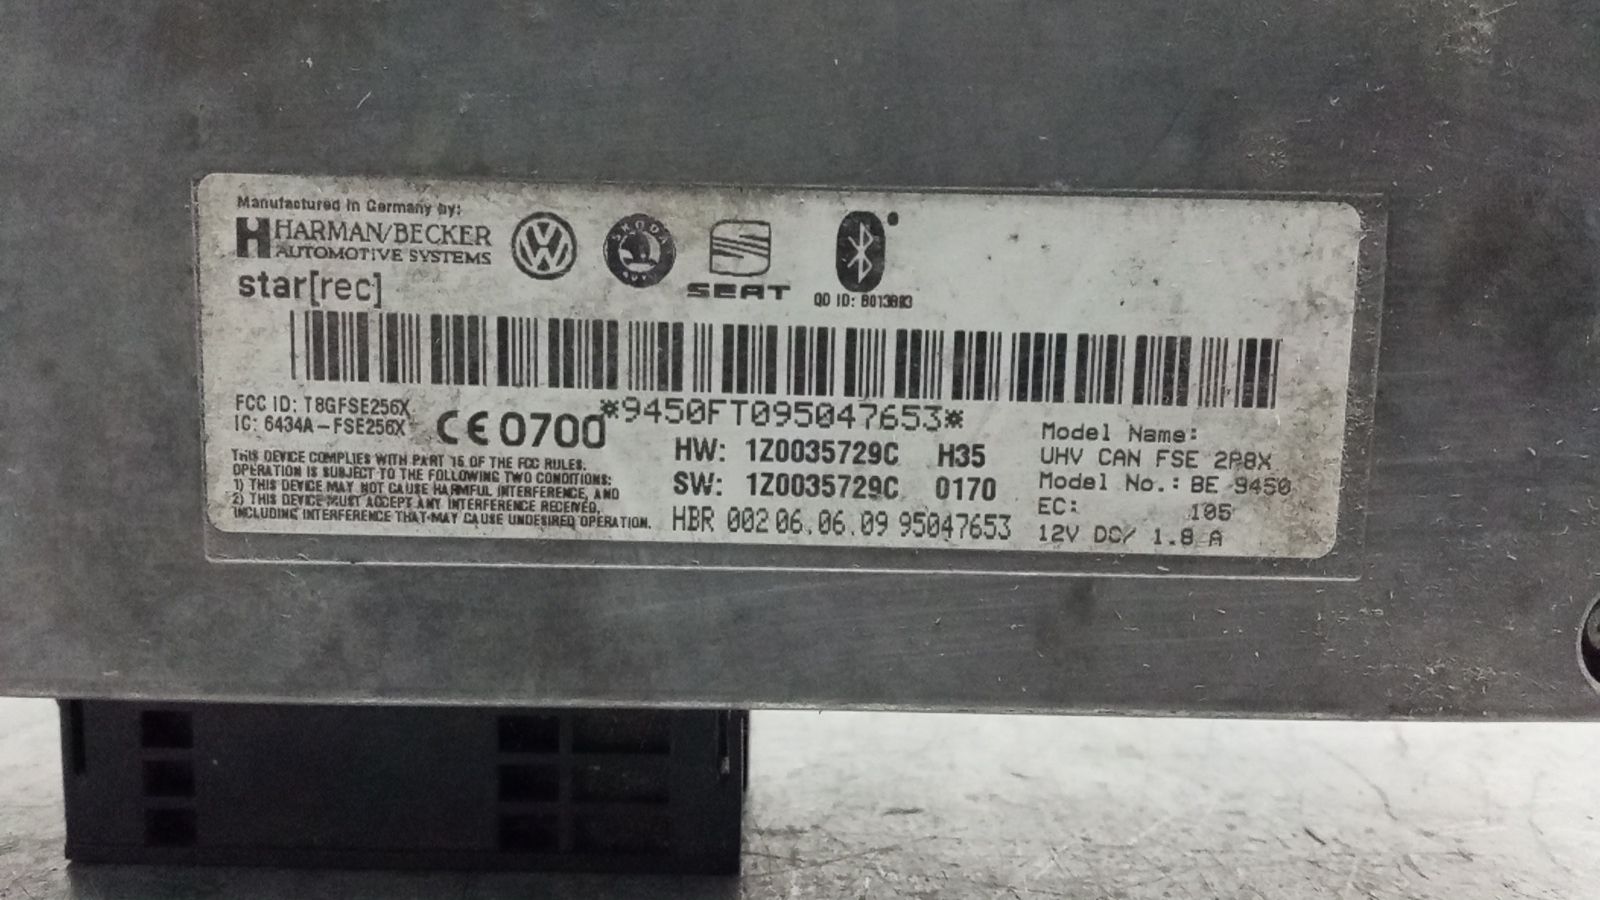 Manufactured in Germany by:
HARMAN/BECKER
AUTOMOTIVE SYSTEMS
star[rec]
SKODA
AUTO
SEAT
QD ID: B013883
*9450FT095047653*
FCC ID: T8GFSE256X
IC: 6434A-FSE256X
CE 0700
THIS DEVICE COMPLIES WITH PART 15 OF THE FCC RULES.
OPERATION IS SUBJECT TO THE FOLLOWING TWO CONDITIONS:
1) THIS DEVICE MAY NOT CAUSE HARMFUL INTERFERENCE, AND
2) THIS DEVICE MUST ACCEPT ANY INTERFERENCE RECEIVED,
INCLUDING INTERFERENCE THAT MAY CAUSE UNDESIRED OPERATION.
HW: 1Z0035729C H35
SW: 1Z0035729C 0170
HBR 002 06.06.09 95047653
Model Name:
UHV CAN FSE 2P8X
Model No.: BE 9450
EC: 105
12V DC/ 1.8 A